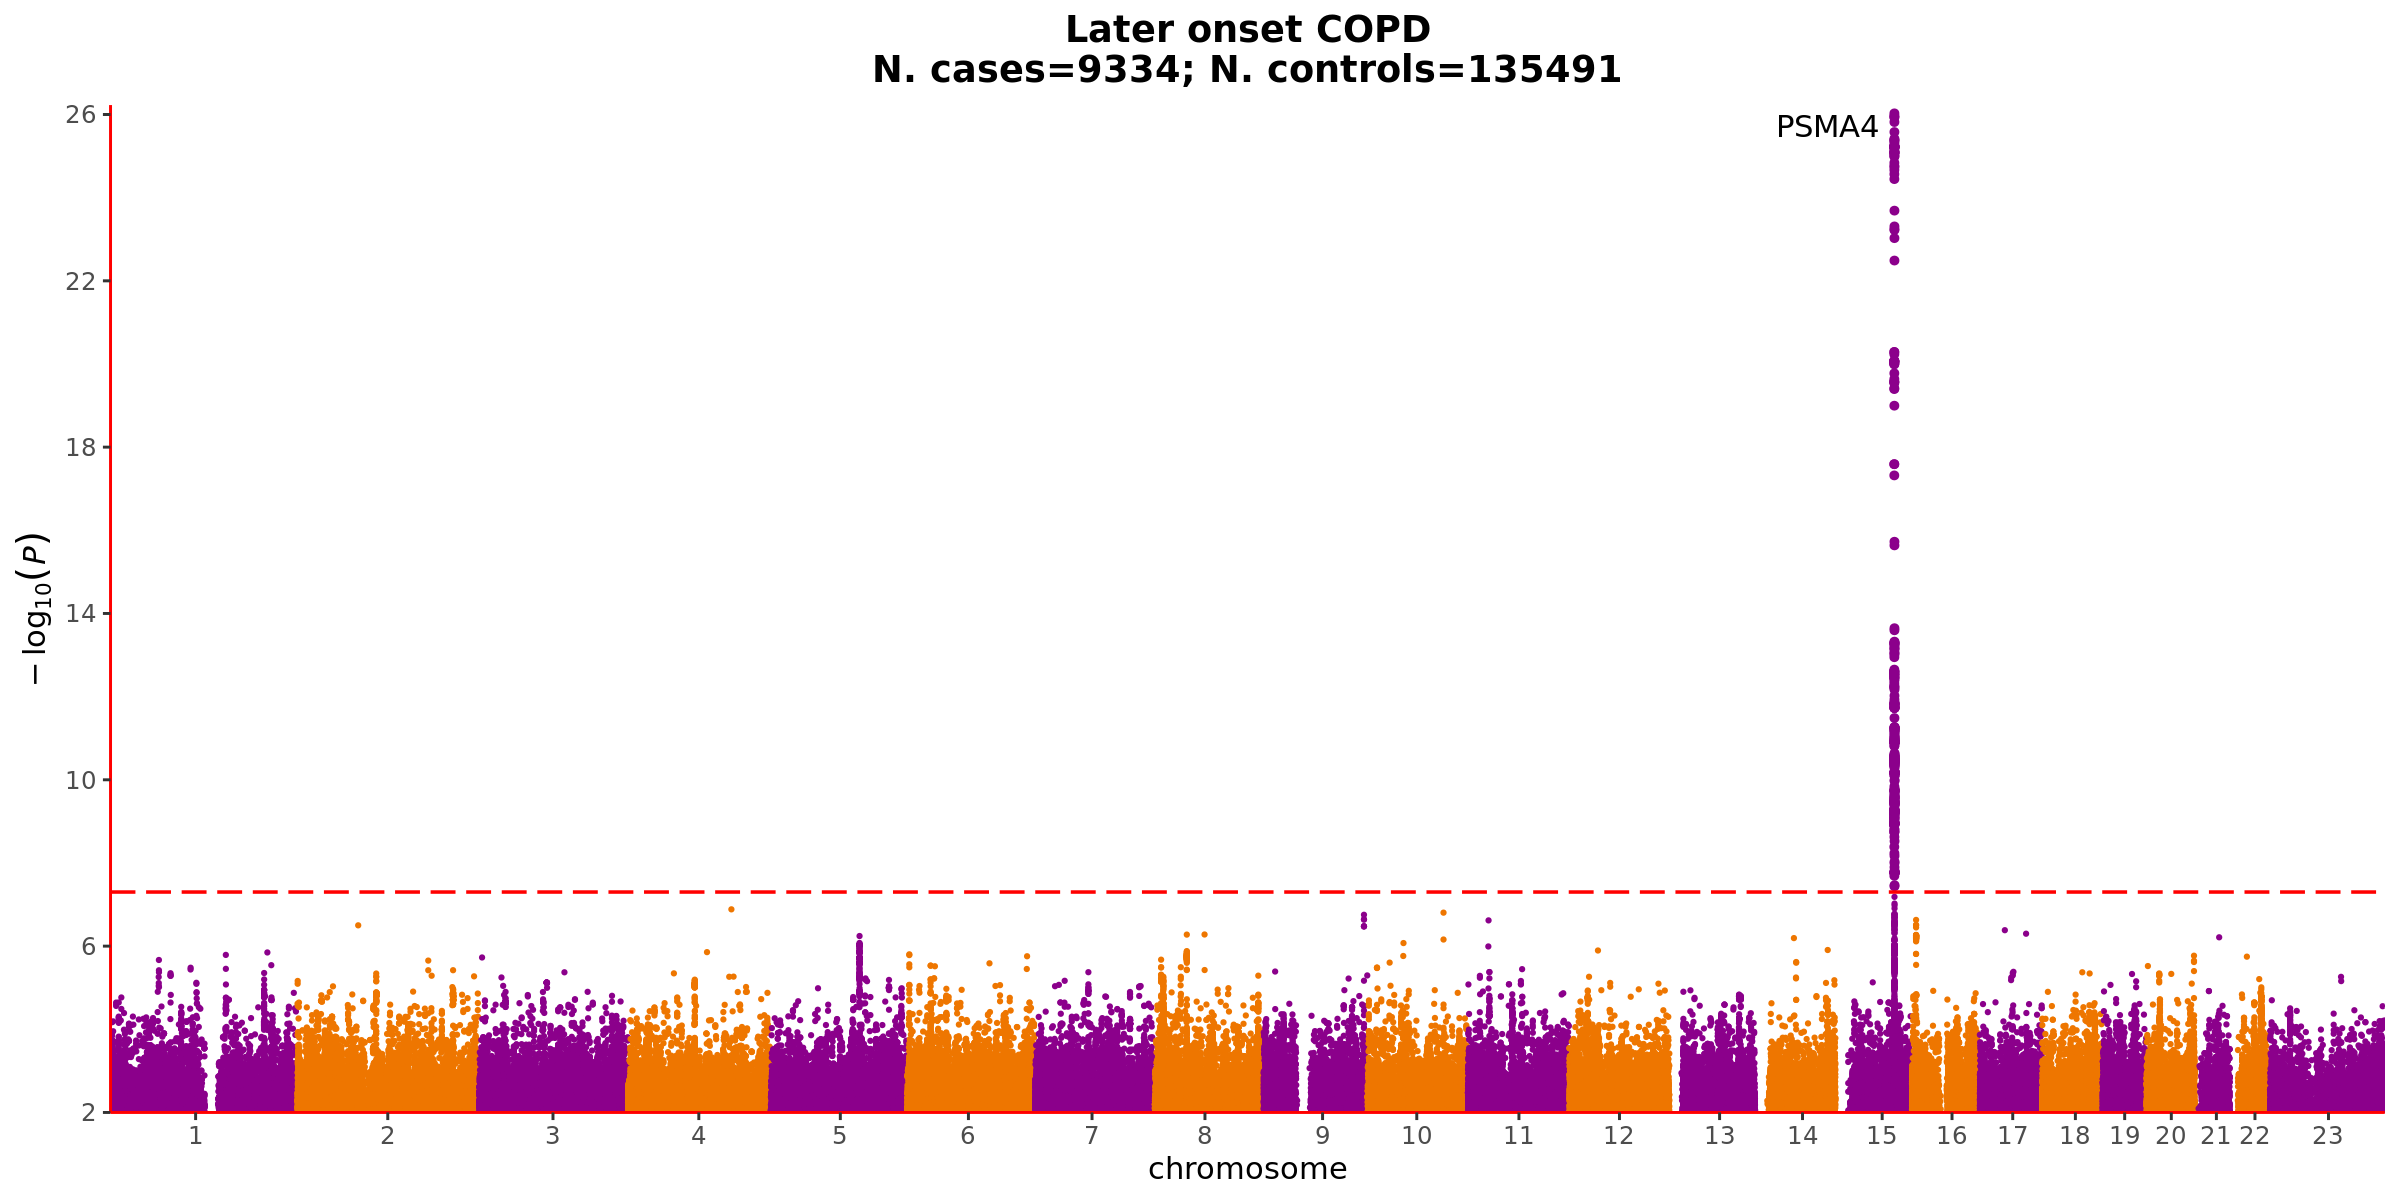 Later onset COPD
N. cases=9334; N. controls=135491
PSMA4
26
22
18
14
10
6
2
−log10(P)
1 2 3 4 5 6 7 8 9 10 11 12 13 14 15 16 17 18 19 20 21 22 23
chromosome